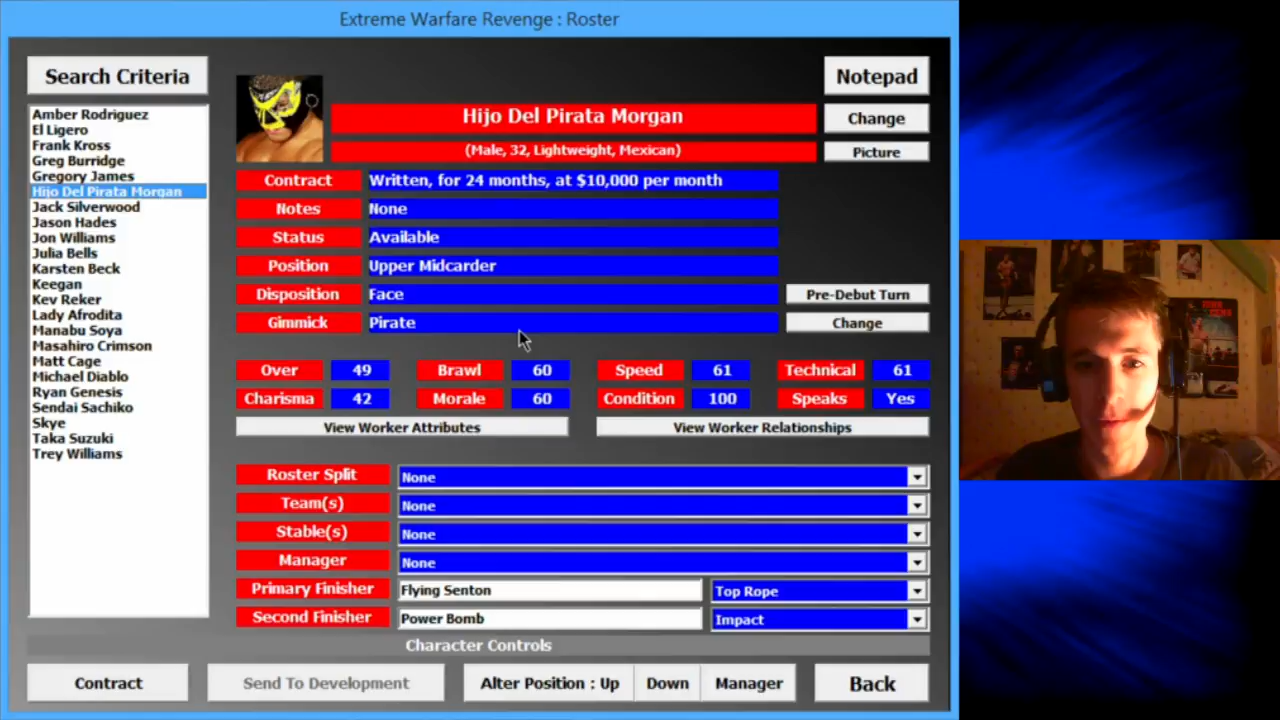 Extreme Warfare Revenge : Roster
Search Criteria
Notepad
Amber Rodriguez
El Ligero
Frank Kross
Greg Burridge
Gregory James
Hijo Del Pirata Morgan
Jack Silverwood
Jason Hades
Jon Williams
Julia Bells
Karsten Beck
Keegan
Kev Reker
Lady Afrodita
Manabu Soya
Masahiro Crimson
Matt Cage
Michael Diablo
Ryan Genesis
Sendai Sachiko
Skye
Taka Suzuki
Trey Williams
Hijo Del Pirata Morgan
Change
(Male, 32, Lightweight, Mexican)
Picture
Contract Written, for 24 months, at $10,000 per month
Notes None
Status Available
Position Upper Midcarder
Disposition Face Pre-Debut Turn
Gimmick Pirate Change
Over 49 Brawl 60 Speed 61 Technical 61
Charisma 42 Morale 60 Condition 100 Speaks Yes
View Worker Attributes View Worker Relationships
Roster Split None
Team(s) None
Stable(s) None
Manager None
Primary Finisher Flying Senton Top Rope
Second Finisher Power Bomb Impact
Character Controls
Contract Send To Development Alter Position : Up Down Manager Back